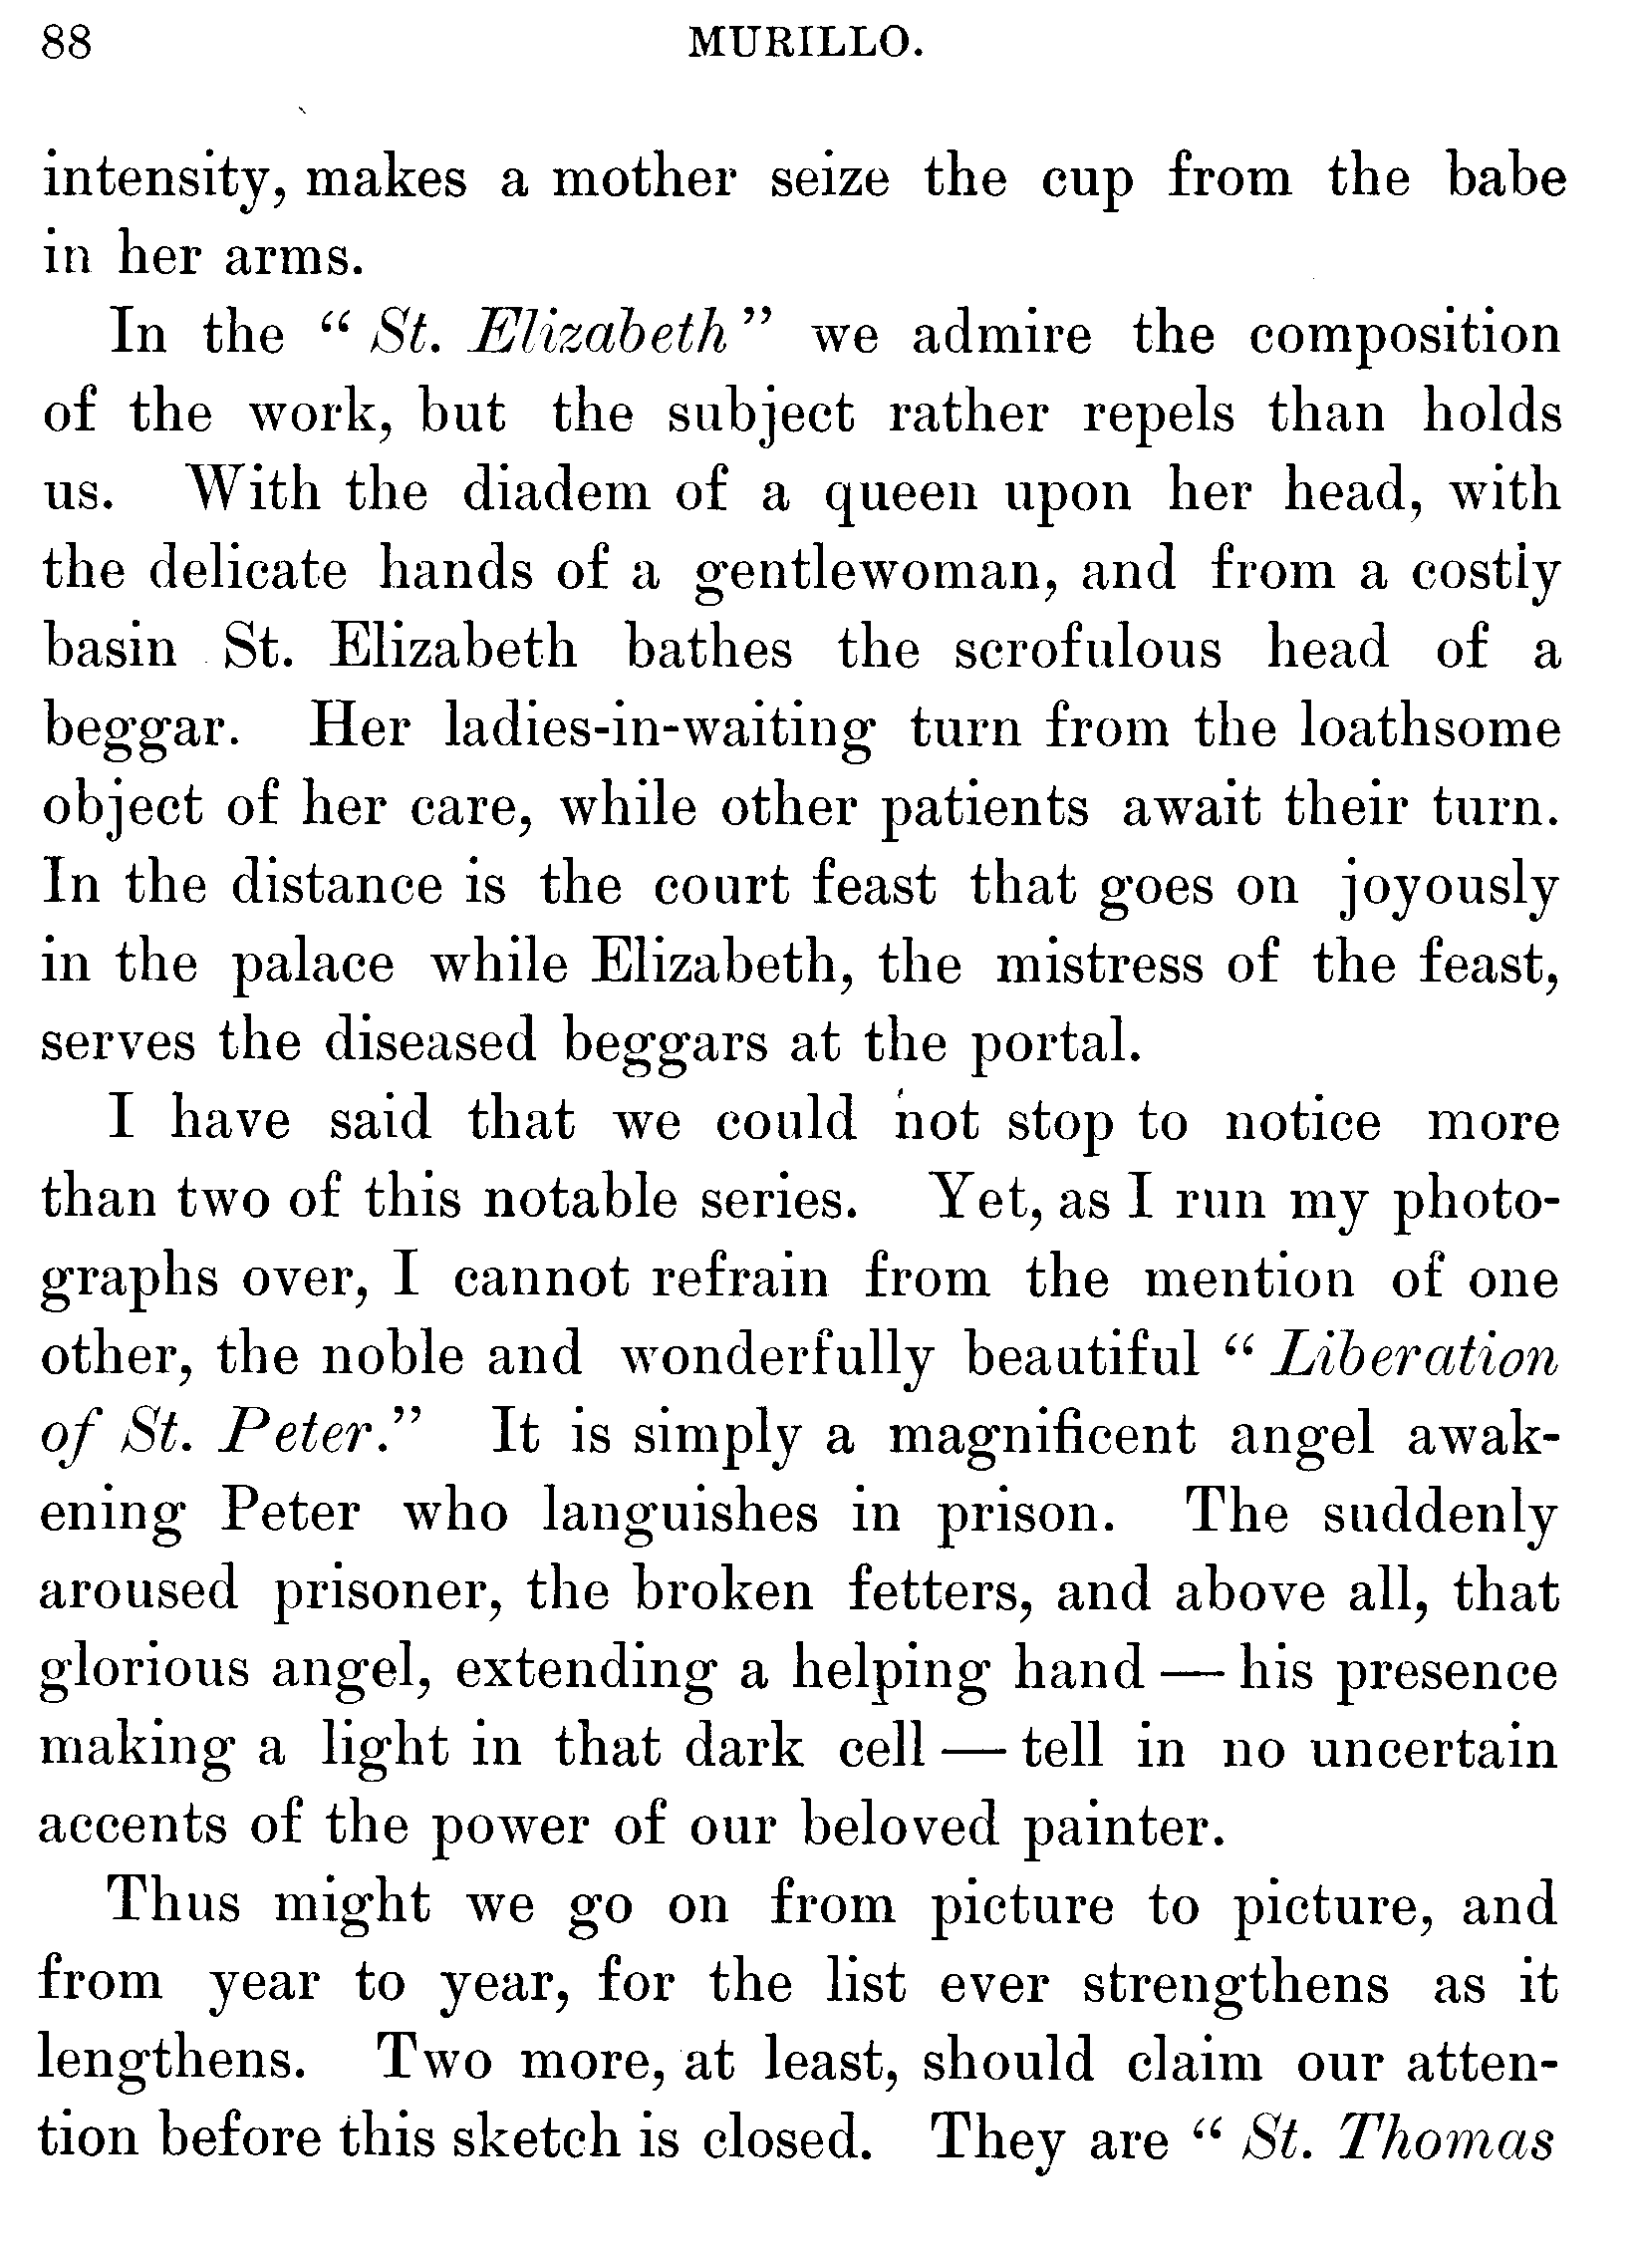 88 MURILLO.
intensity, makes a mother seize the cup from the babe
in her arms.
In the “ St. Elizabeth ” we admire the composition
of the work, but the subject rather repels than holds
us. With the diadem of a queen upon her head, with
the delicate hands of a gentlewoman, and from a costly
basin St. Elizabeth bathes the scrofulous head of a
beggar. Her ladies-in-waiting turn from the loathsome
object of her care, while other patients await their turn.
In the distance is the court feast that goes on joyously
in the palace while Elizabeth, the mistress of the feast,
serves the diseased beggars at the portal.
I have said that we could not stop to notice more
than two of this notable series. Yet, as I run my photo-
graphs over, I cannot refrain from the mention of one
other, the noble and wonderfully beautiful “ Liberation
of St. Peter.” It is simply a magnificent angel awak-
ening Peter who languishes in prison. The suddenly
aroused prisoner, the broken fetters, and above all, that
glorious angel, extending a helping hand — his presence
making a light in that dark cell — tell in no uncertain
accents of the power of our beloved painter.
Thus might we go on from picture to picture, and
from year to year, for the list ever strengthens as it
lengthens. Two more, at least, should claim our atten-
tion before this sketch is closed. They are “ St. Thomas